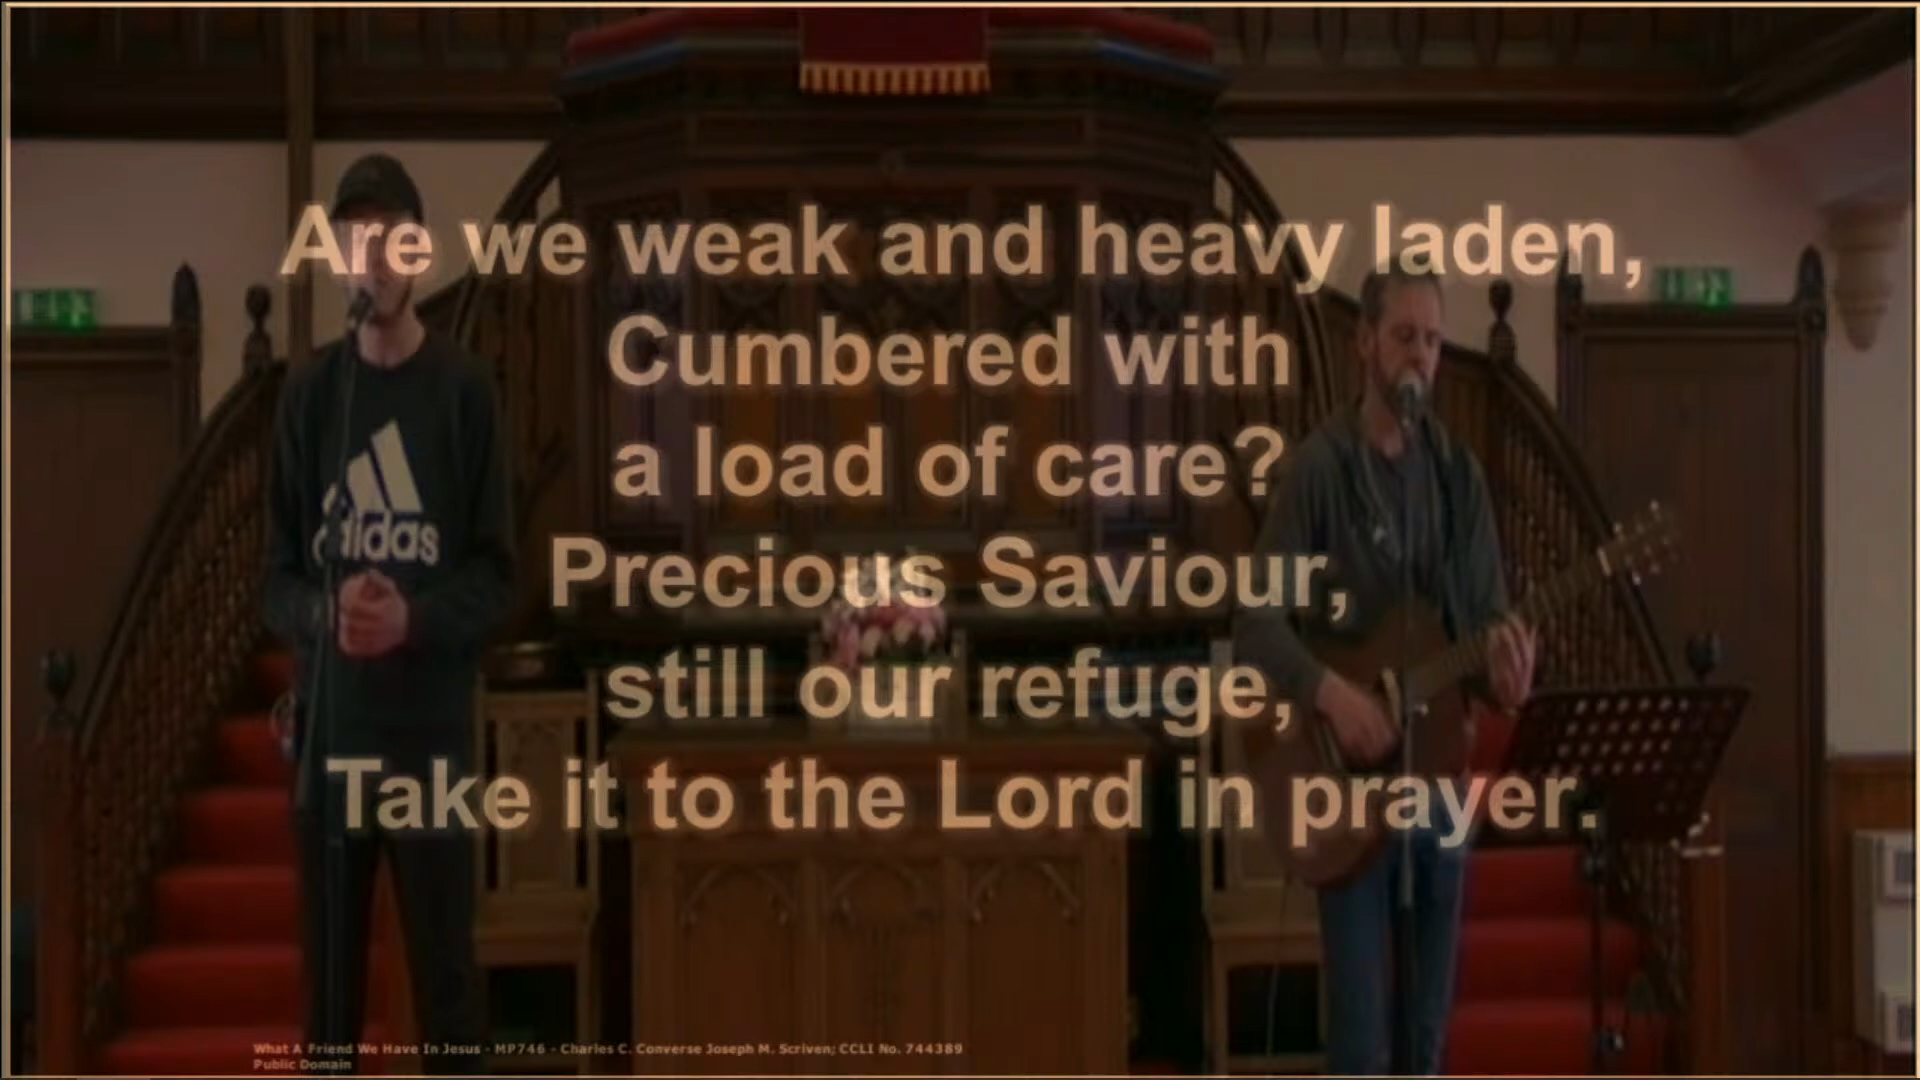 Are we weak and heavy laden,
Cumbered with
a load of care?
Precious Saviour,
still our refuge,
Take it to the Lord in prayer.
adidas
What A Friend We Have In Jesus - MP746 - Charles C. Converse Joseph M. Scriven; CCLI No. 744389
Public Domain